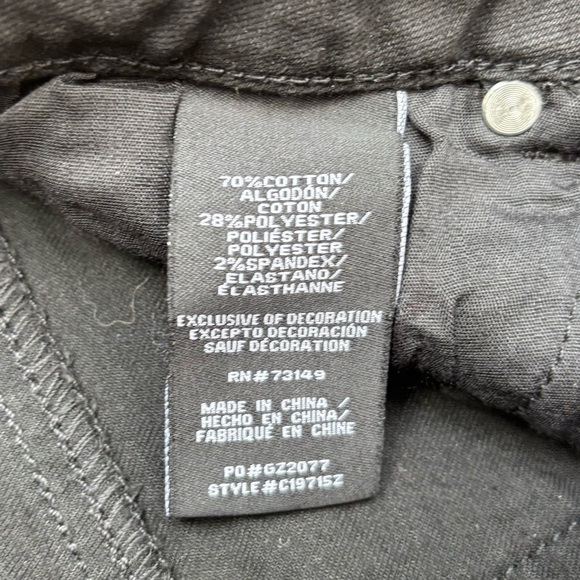 70%COTTON/
ALGODÓN/
COTON
28%POLYESTER/
POLIÉSTER/
POLYESTER
2%SPANDEX/
ELASTANO/
ÉLASTHANNE
EXCLUSIVE OF DECORATION
EXCEPTO DECORACIÓN
SAUF DÉCORATION
RN#73149
MADE IN CHINA /
HECHO EN CHINA/
FABRIQUÉ EN CHINE
PO#GZ2077
STYLE#C19715Z